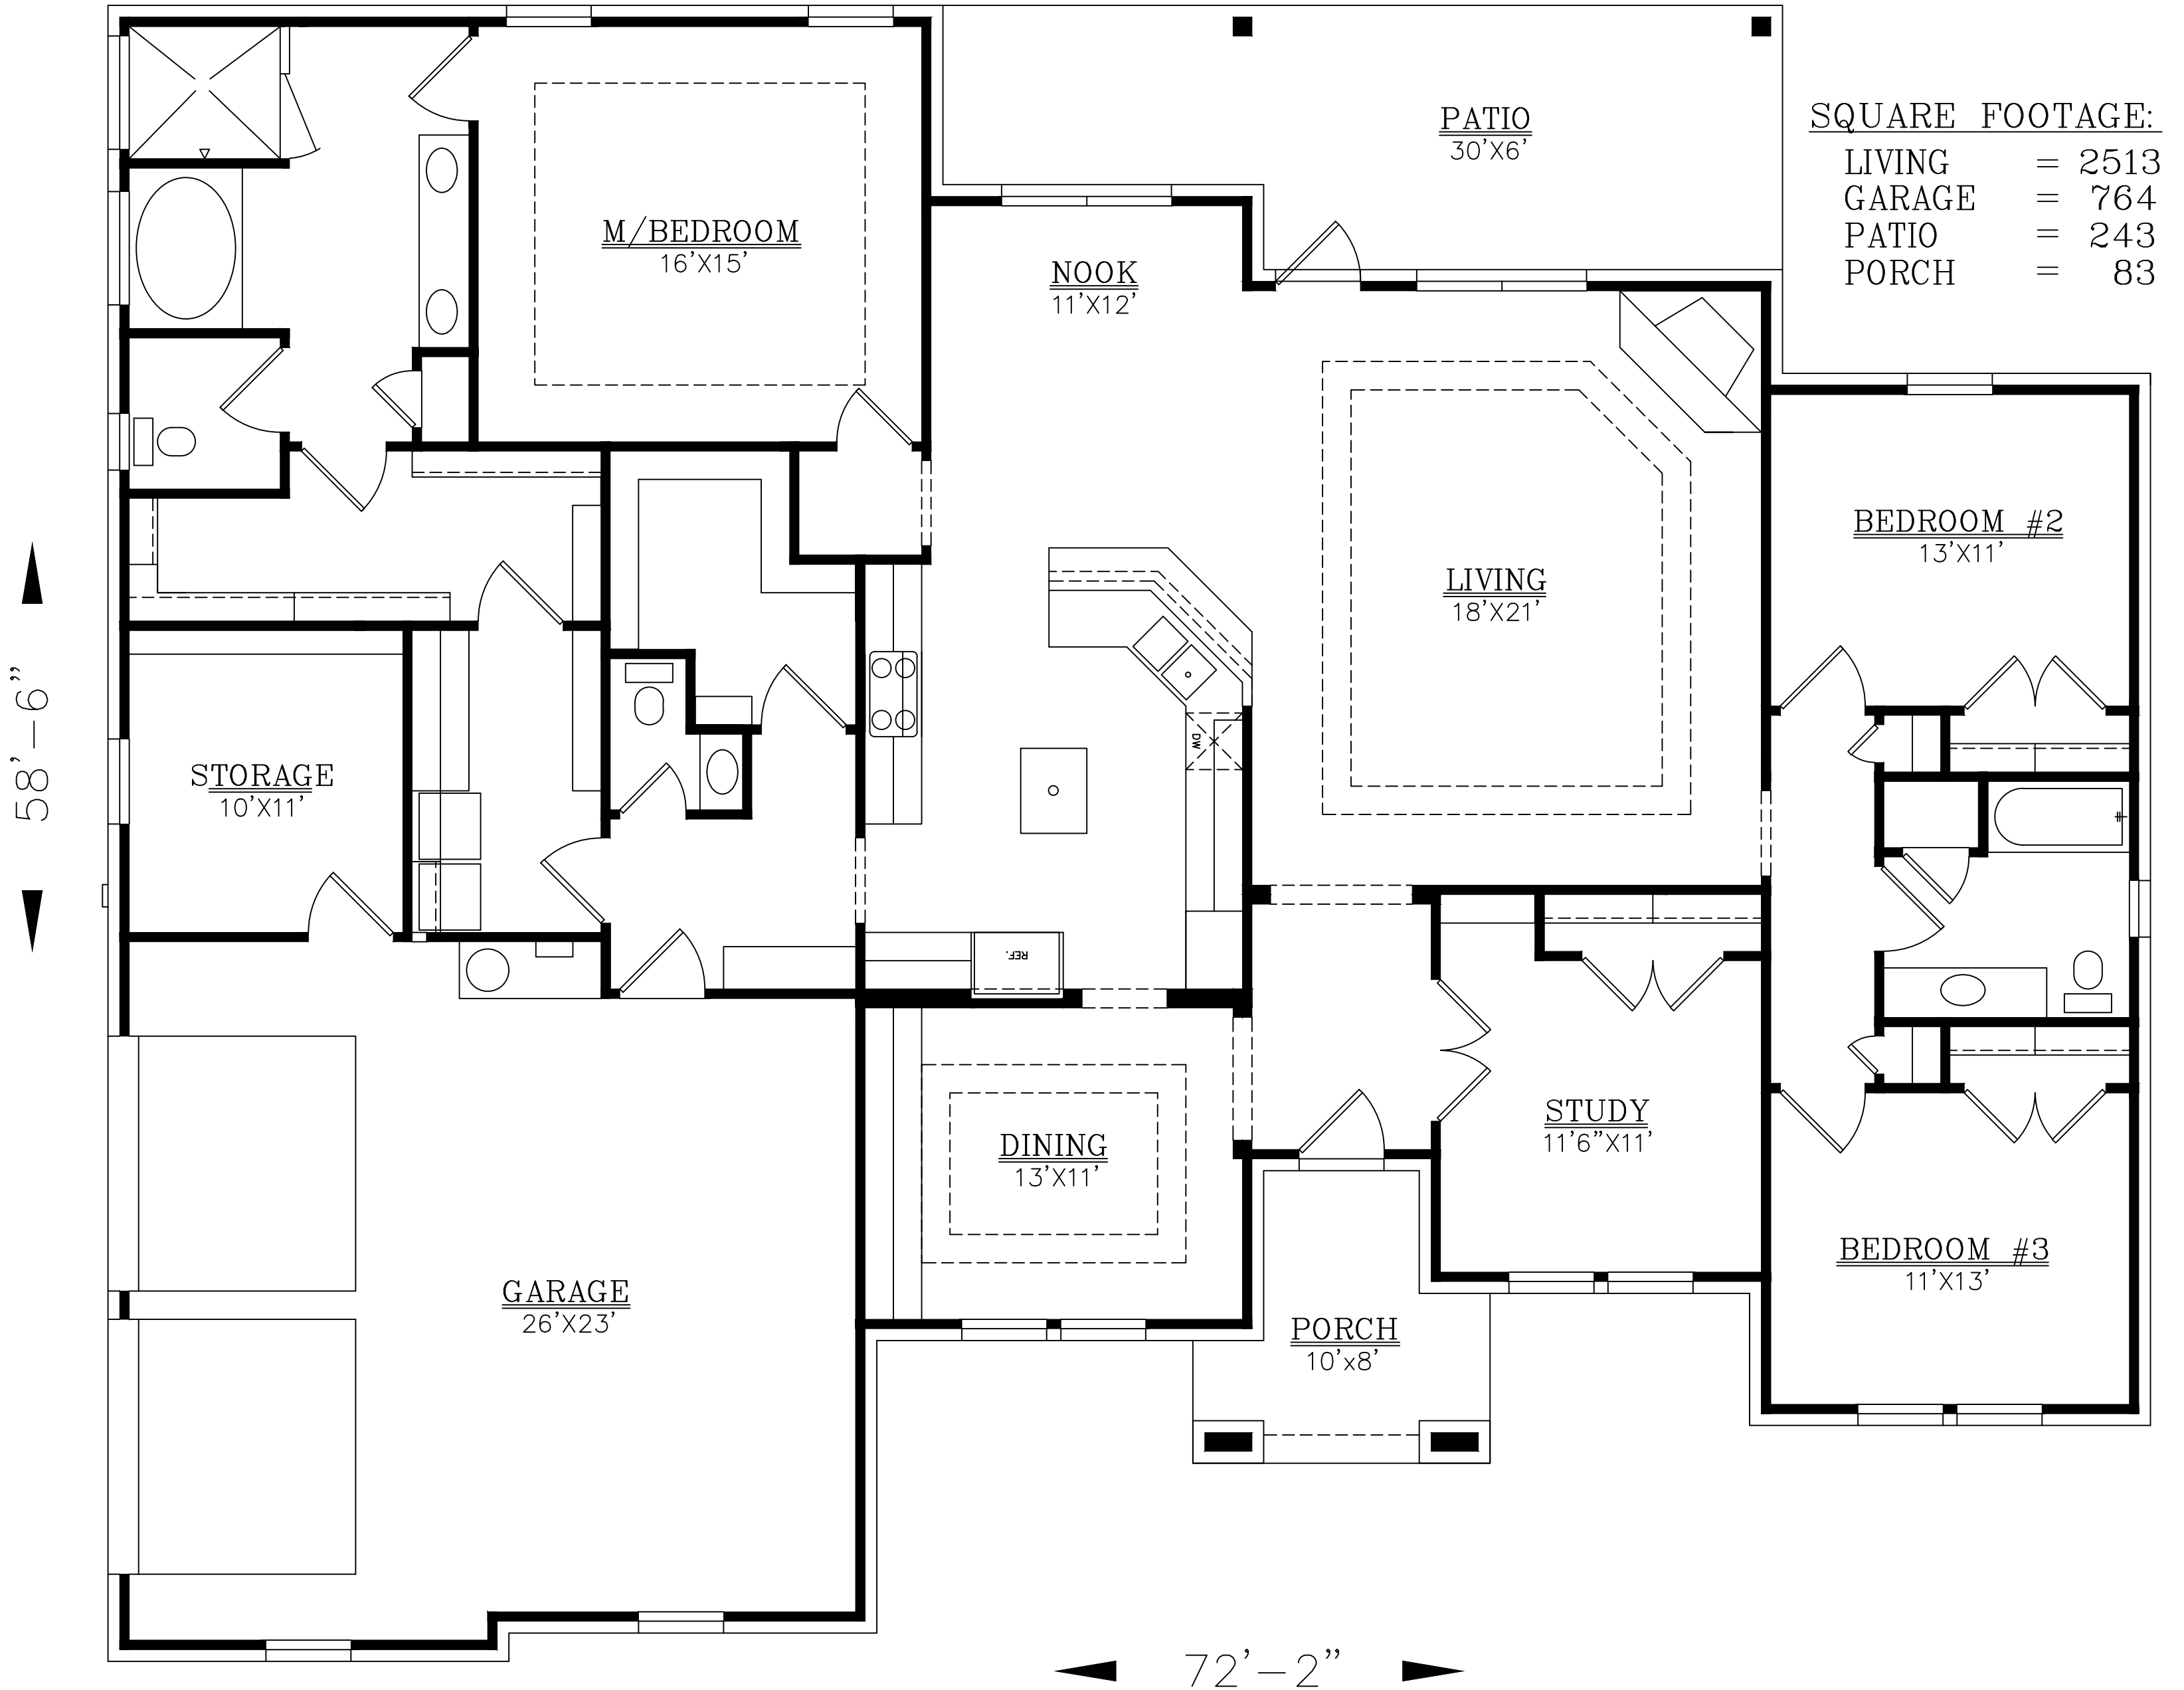 PATIO
30'X6'
SQUARE FOOTAGE:
LIVING = 2513
GARAGE = 764
PATIO = 243
PORCH = 83
M/BEDROOM
16'X15'
NOOK
11'X12'
BEDROOM #2
13'X11'
LIVING
18'X21'
58'-6"
STORAGE
10'X11'
DW
REF.
STUDY
11'6"X11'
DINING
13'X11'
BEDROOM #3
11'X13'
GARAGE
26'X23'
PORCH
10'x8'
72'-2"